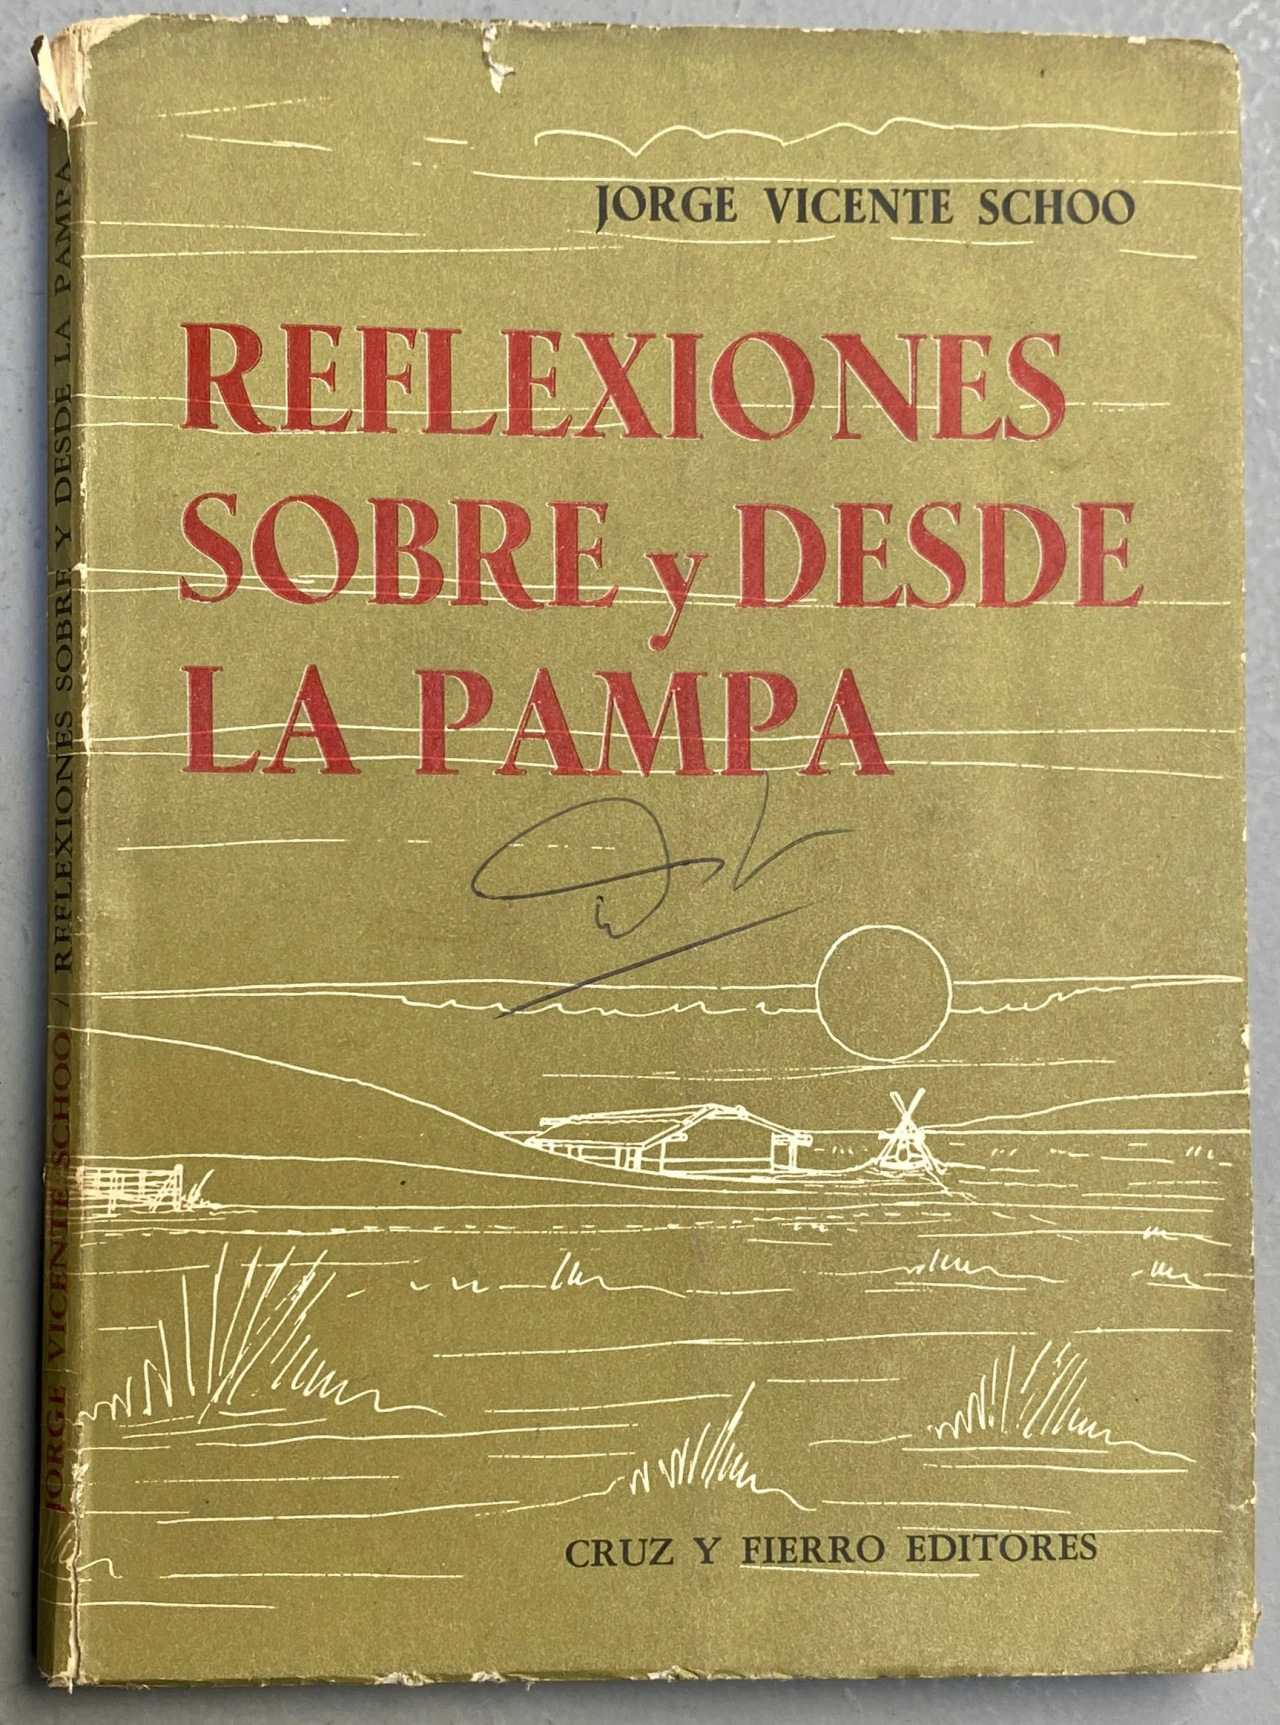 JORGE VICENTE SCHOO
REFLEXIONES
SOBRE y DESDE
LA PAMPA
CRUZ Y FIERRO EDITORES
JORGE VICENTE SCHOO / REFLEXIONES SOBRE Y DESDE LA PAMPA